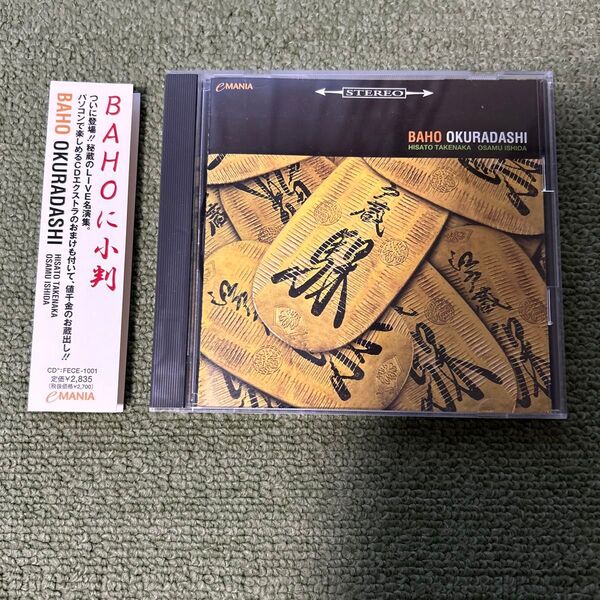 BAHOに小判
ついに登場!! 秘蔵のLIVE名演集。
パソコンで楽しめるCDエクストラのおまけも付いて、値千金のお蔵出し!!
BAHO OKURADASHI
HISATO TAKENAKA
OSAMU ISHIDA
CD+:FECE-1001
定価¥2,835
(税抜価格¥2,700)
eMANIA
eMANIA
STEREO
BAHO OKURADASHI
HISATO TAKENAKA OSAMU ISHIDA